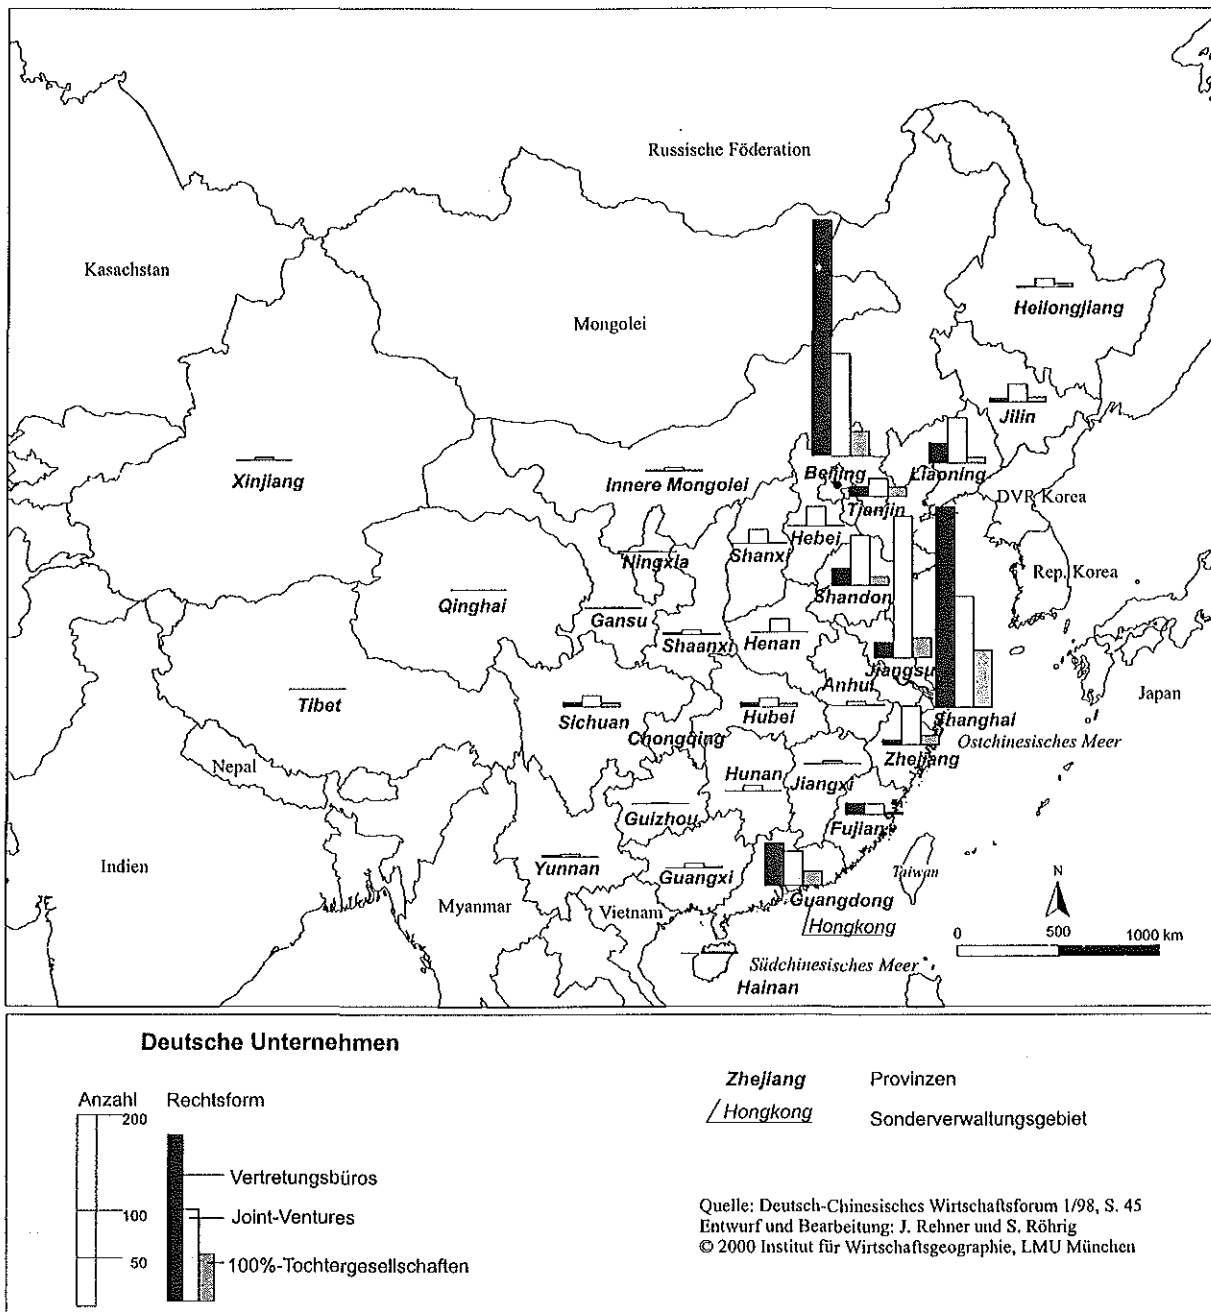 Russische Föderation
Kasachstan
Mongolei
Heilongjiang
Jilin
Xinjiang
Innere Mongolei
Beijing
Liaoning
Tianjin
DVR Korea
Hebei
Shanxi
Ningxia
Rep. Korea
Qinghai
Gansu
Shandon
Shaanxi
Henan
Jiangsu
Anhui
Japan
Tibet
Sichuan
Hubei
Shanghai
Chongqing
Ostchinesisches Meer
Zhejiang
Nepal
Hunan
Jiangxi
Guizhou
Fujian
Indien
Yunnan
Guangxi
Taiwan
N
Myanmar
Vietnam
Guangdong
Hongkong
0 500 1000 km
Südchinesisches Meer
Hainan
Deutsche Unternehmen
Anzahl Rechtsform
200
100
50
Vertretungsbüros
Joint-Ventures
100%-Tochtergesellschaften
Zhejiang Provinzen
Hongkong Sonderverwaltungsgebiet
Quelle: Deutsch-Chinesisches Wirtschaftsforum 1/98, S. 45
Entwurf und Bearbeitung: J. Rehner und S. Röhrig
© 2000 Institut für Wirtschaftsgeographie, LMU München